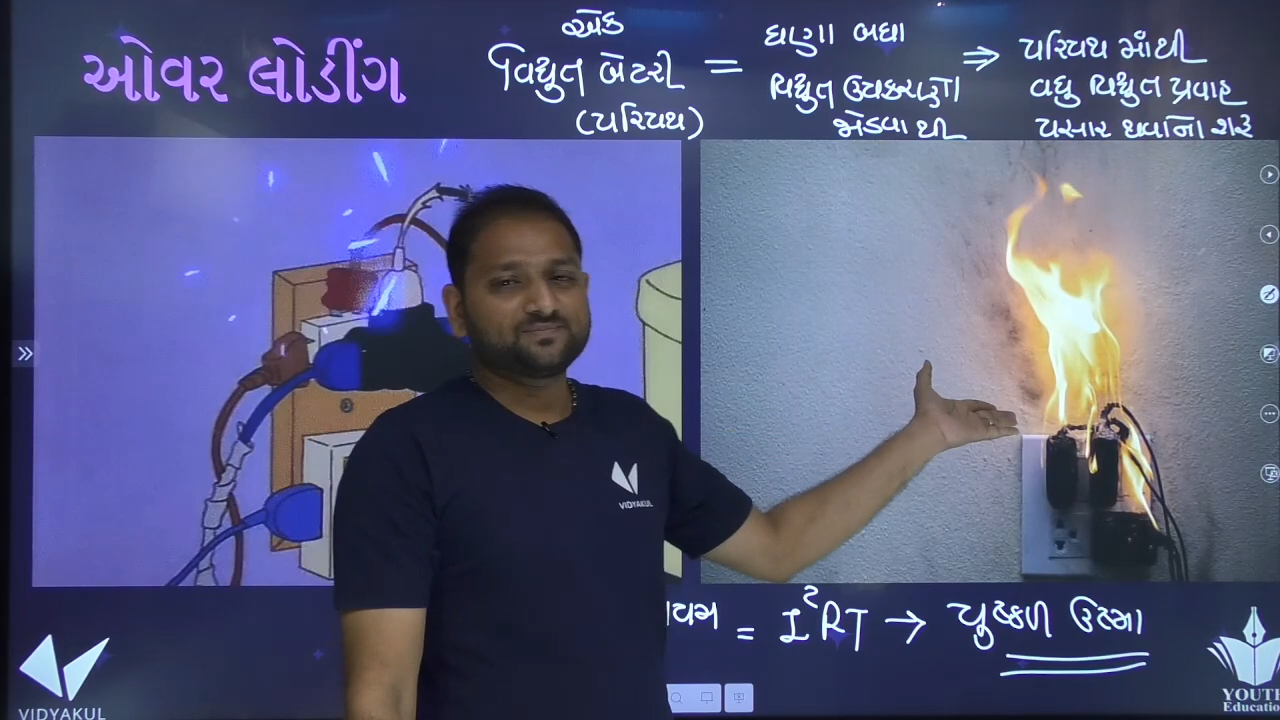 ઓવર લોડીંગ
એક
વિદ્યુત બેટરી
(પરિપથ)
=
ઘણા બધા
વિદ્યુત ઉપકરણો
જોડવા થી
⇒
પરિપથ માંથી
વધુ વિદ્યુત પ્રવાહ
પસાર થવાનો શરૂ
VIDYAKUL
= I²RT → પુષ્કળ ઉષ્મા
VIDYAKUL
YOUTH
Education